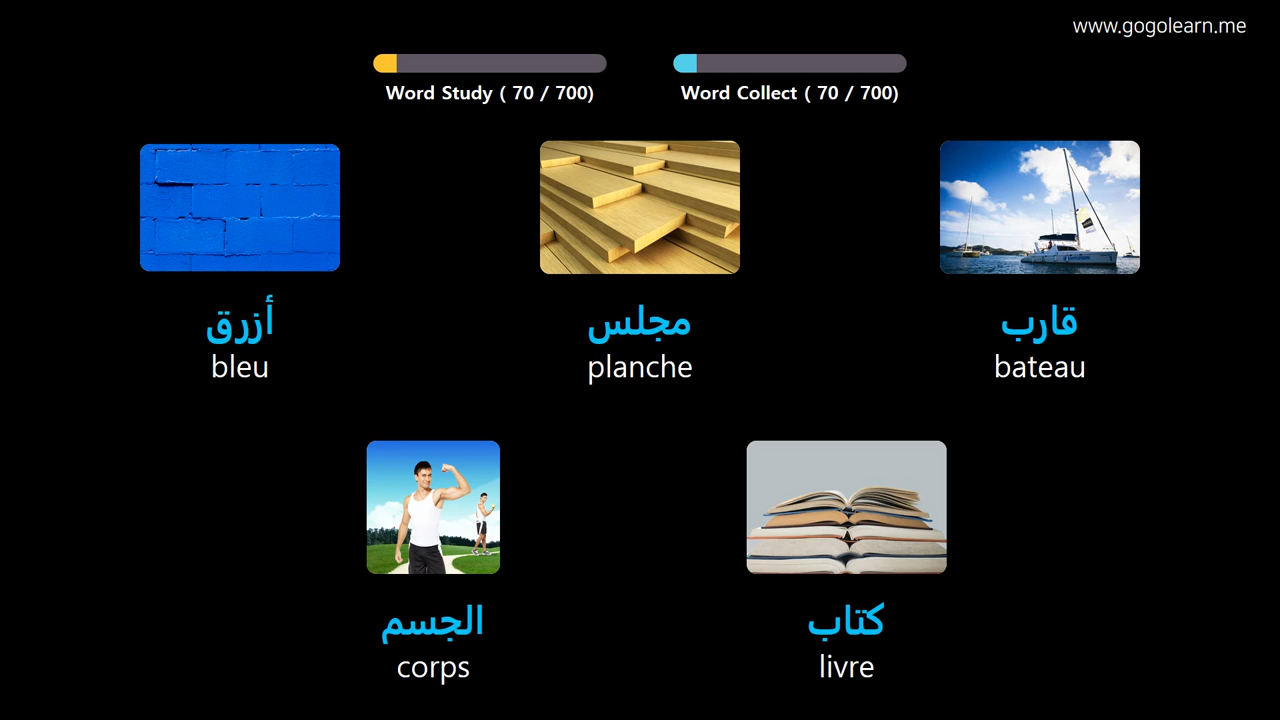 www.gogolearn.me
Word Study ( 70 / 700)
Word Collect ( 70 / 700)
أزرق
bleu
مجلس
planche
قارب
bateau
الجسم
corps
كتاب
livre